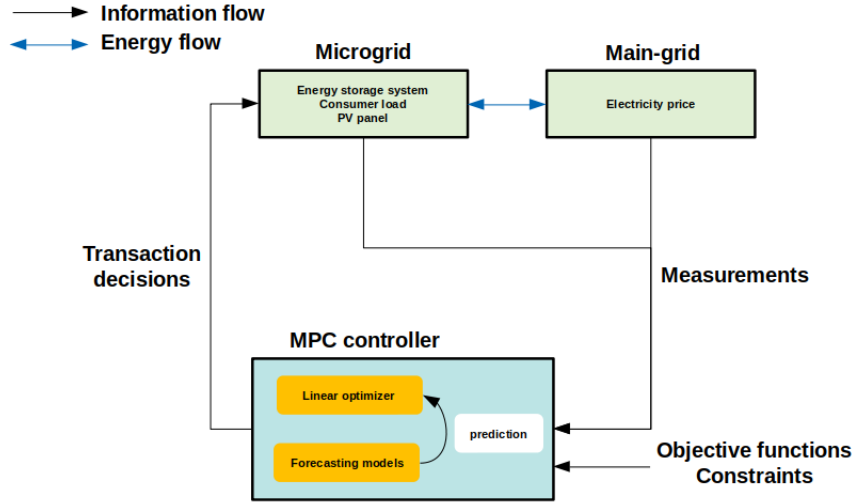 Information flow
Energy flow
Microgrid
Main-grid
Energy storage system
Consumer load
PV panel
Electricity price
Transaction
decisions
Measurements
MPC controller
Linear optimizer
prediction
Forecasting models
Objective functions
Constraints